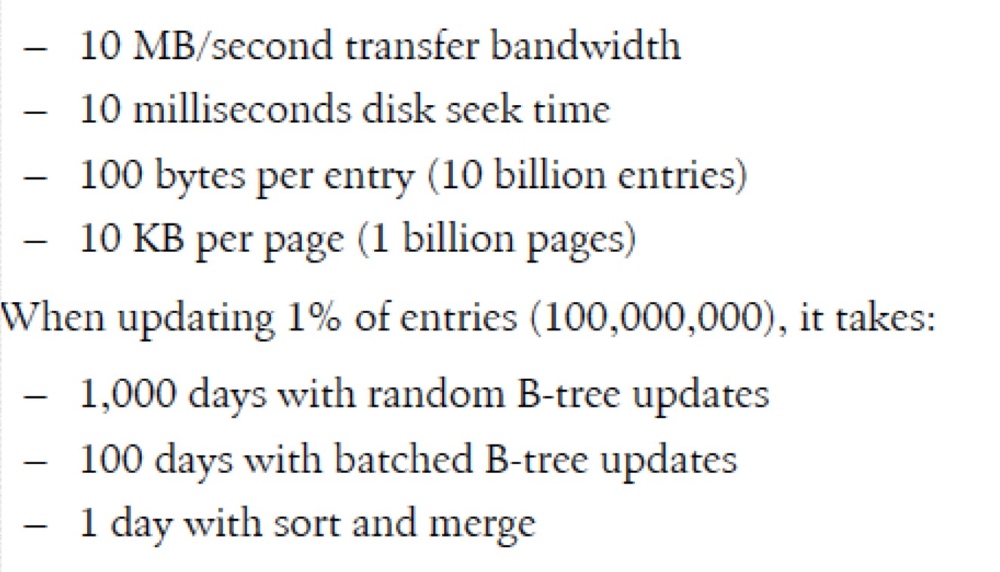 – 10 MB/second transfer bandwidth
– 10 milliseconds disk seek time
– 100 bytes per entry (10 billion entries)
– 10 KB per page (1 billion pages)
When updating 1% of entries (100,000,000), it takes:
– 1,000 days with random B-tree updates
– 100 days with batched B-tree updates
– 1 day with sort and merge